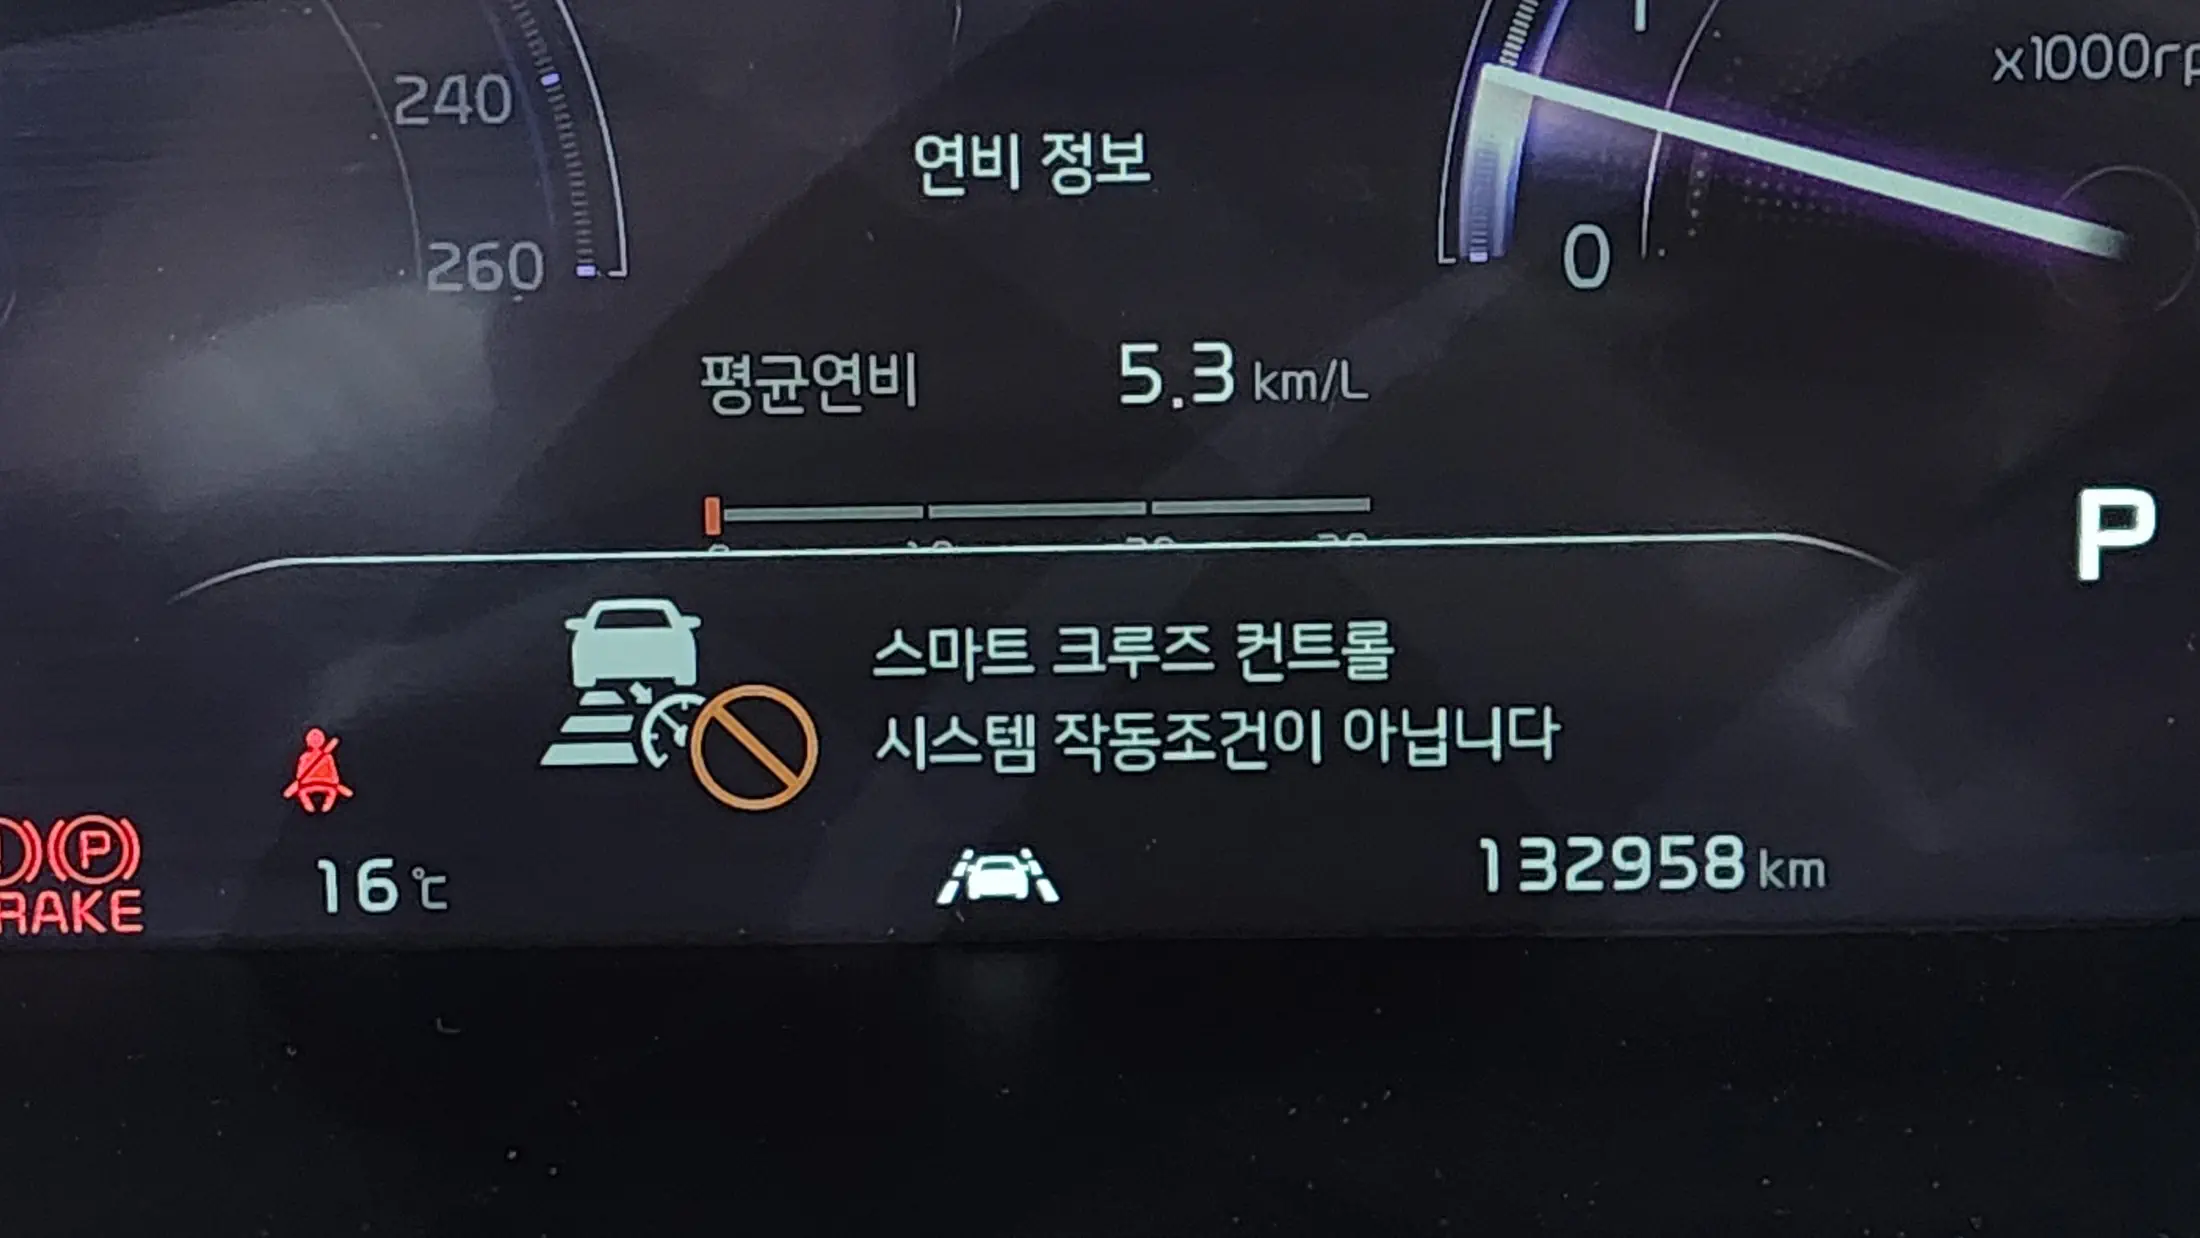 240
260
연비 정보
1
x1000r
0
평균연비 5.3 km/L
P
스마트 크루즈 컨트롤
시스템 작동조건이 아닙니다
P
RAKE
16 ℃
132958 km